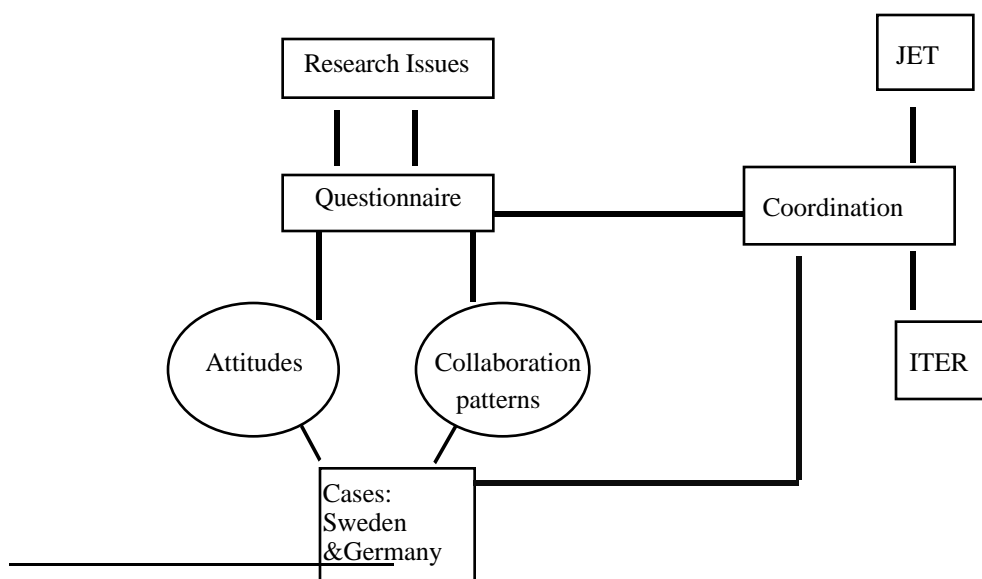 Research Issues
JET
Questionnaire
Coordination
Attitudes
Collaboration
patterns
ITER
Cases:
Sweden
&Germany